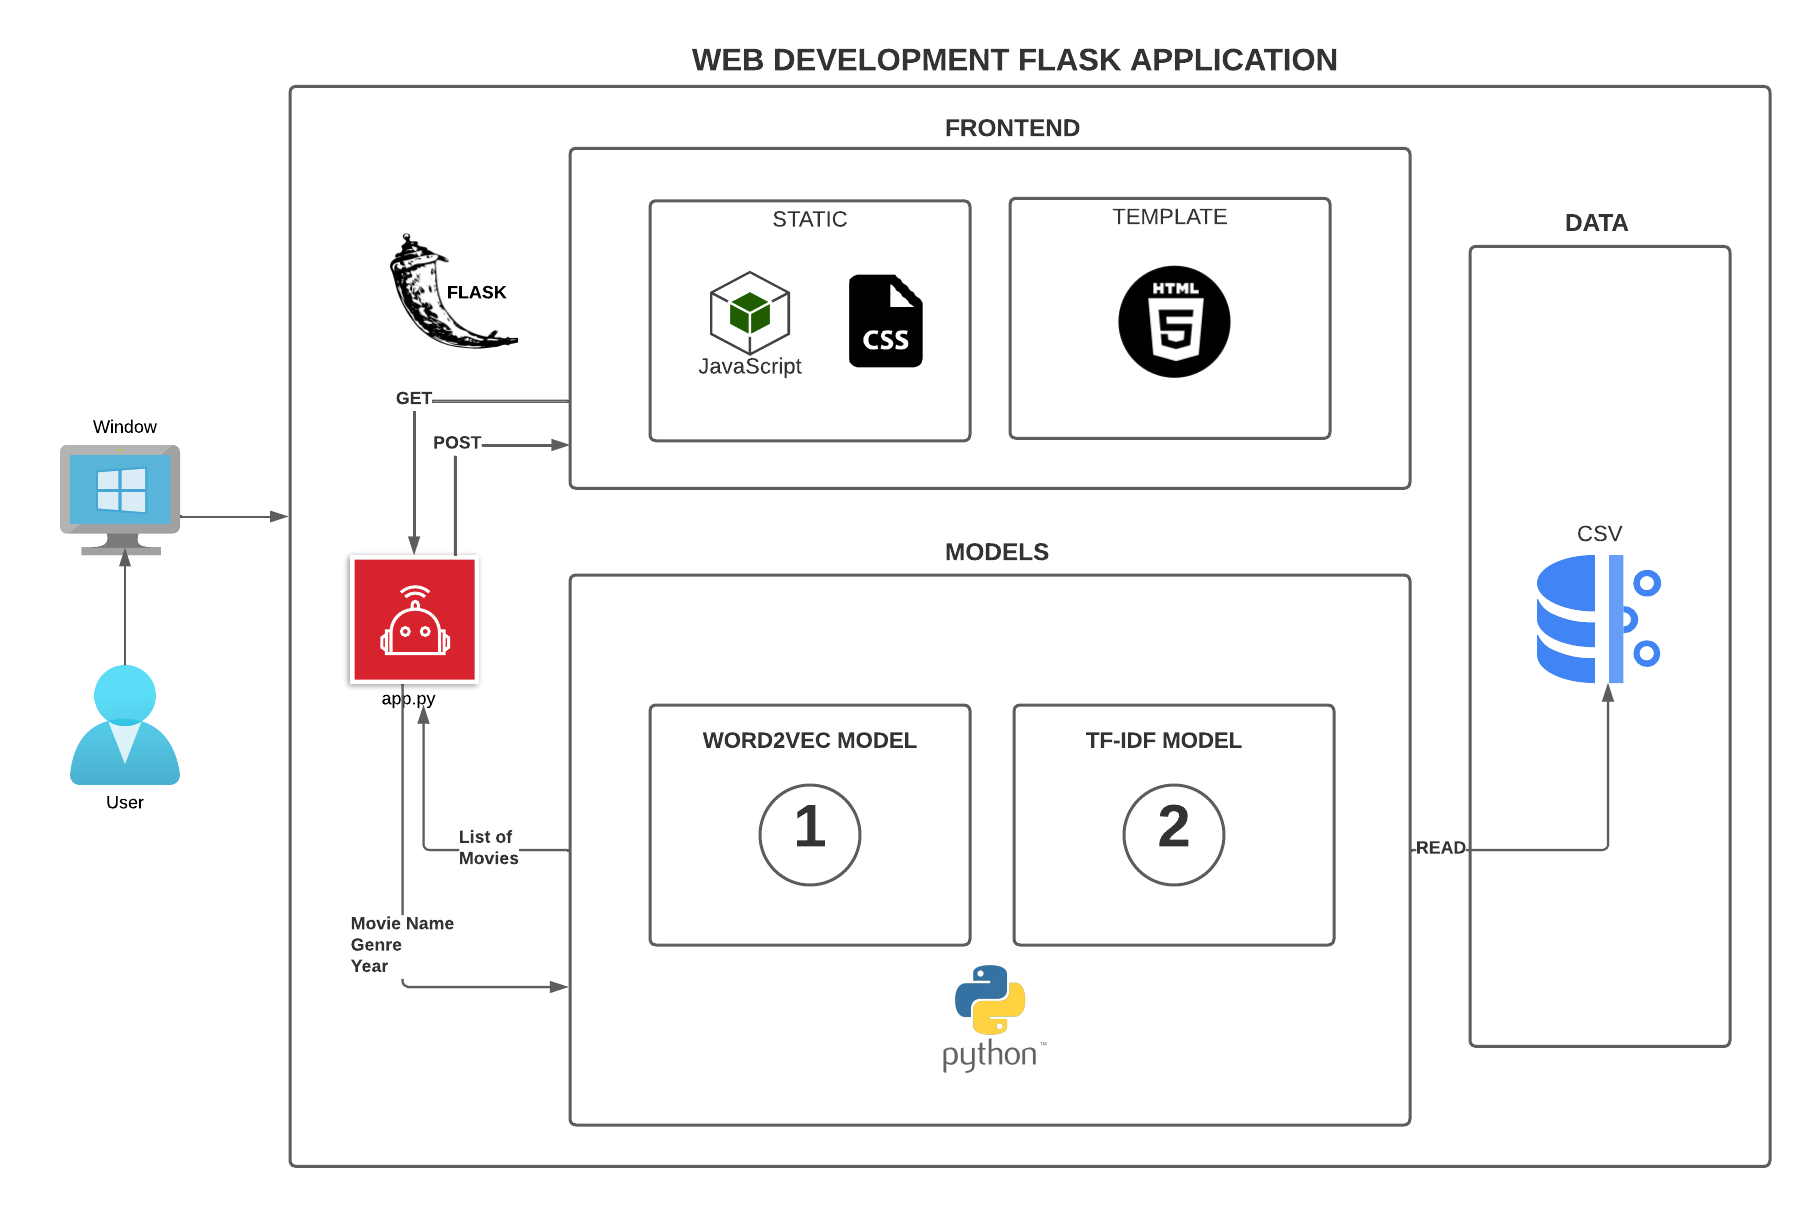 WEB DEVELOPMENT FLASK APPLICATION
FRONTEND
STATIC
TEMPLATE
DATA
HTML
5
FLASK
CSS
JavaScript
GET
POST
Window
CSV
MODELS
app.py
WORD2VEC MODEL
TF-IDF MODEL
1
2
User
List of
Movies
READ
Movie Name
Genre
Year
python™